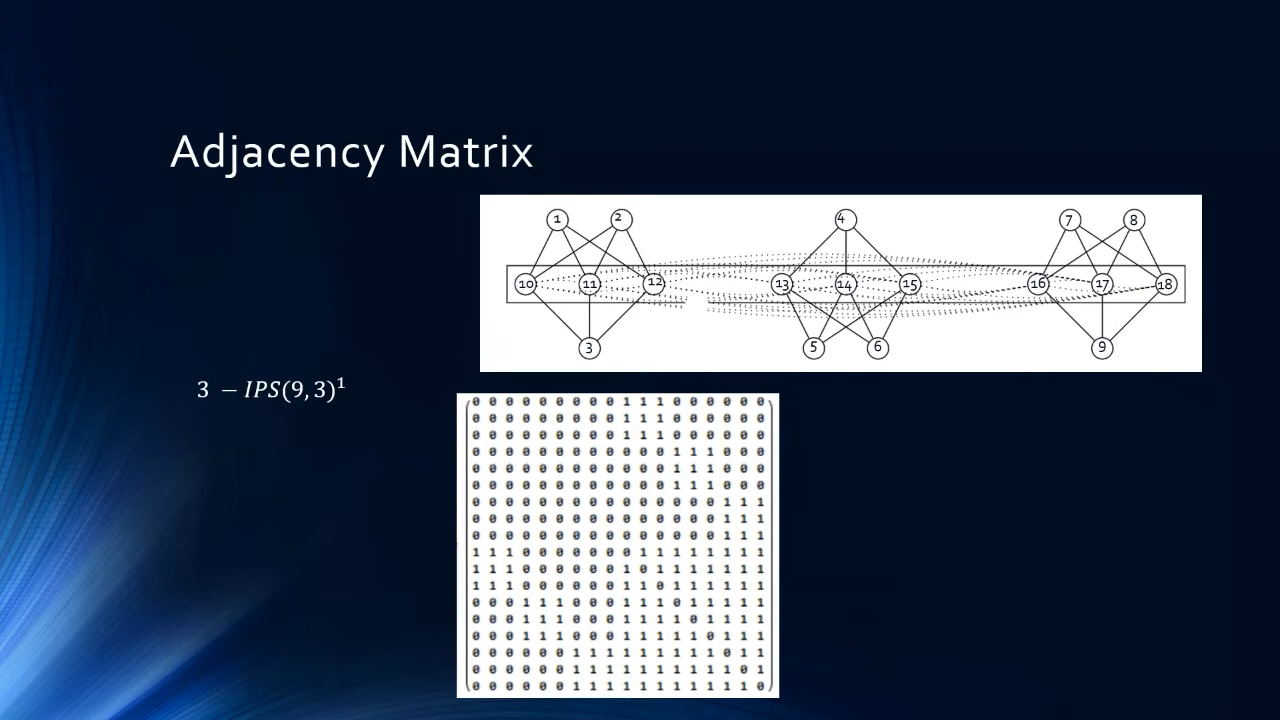 Adjacency Matrix
1 2 4 7 8
10 11 12 13 14 15 16 17 18
3 5 6 9
3 − IPS(9,3)¹
0 0 0 0 0 0 0 0 0 1 1 1 0 0 0 0 0 0
0 0 0 0 0 0 0 0 0 1 1 1 0 0 0 0 0 0
0 0 0 0 0 0 0 0 0 1 1 1 0 0 0 0 0 0
0 0 0 0 0 0 0 0 0 0 0 0 1 1 1 0 0 0
0 0 0 0 0 0 0 0 0 0 0 0 1 1 1 0 0 0
0 0 0 0 0 0 0 0 0 0 0 0 1 1 1 0 0 0
0 0 0 0 0 0 0 0 0 0 0 0 0 0 0 1 1 1
0 0 0 0 0 0 0 0 0 0 0 0 0 0 0 1 1 1
0 0 0 0 0 0 0 0 0 0 0 0 0 0 0 1 1 1
1 1 1 0 0 0 0 0 0 0 1 1 1 1 1 1 1 1
1 1 1 0 0 0 0 0 0 1 0 1 1 1 1 1 1 1
1 1 1 0 0 0 0 0 0 1 1 0 1 1 1 1 1 1
0 0 0 1 1 1 0 0 0 1 1 1 0 1 1 1 1 1
0 0 0 1 1 1 0 0 0 1 1 1 1 0 1 1 1 1
0 0 0 1 1 1 0 0 0 1 1 1 1 1 0 1 1 1
0 0 0 0 0 0 1 1 1 1 1 1 1 1 1 0 1 1
0 0 0 0 0 0 1 1 1 1 1 1 1 1 1 1 0 1
0 0 0 0 0 0 1 1 1 1 1 1 1 1 1 1 1 0